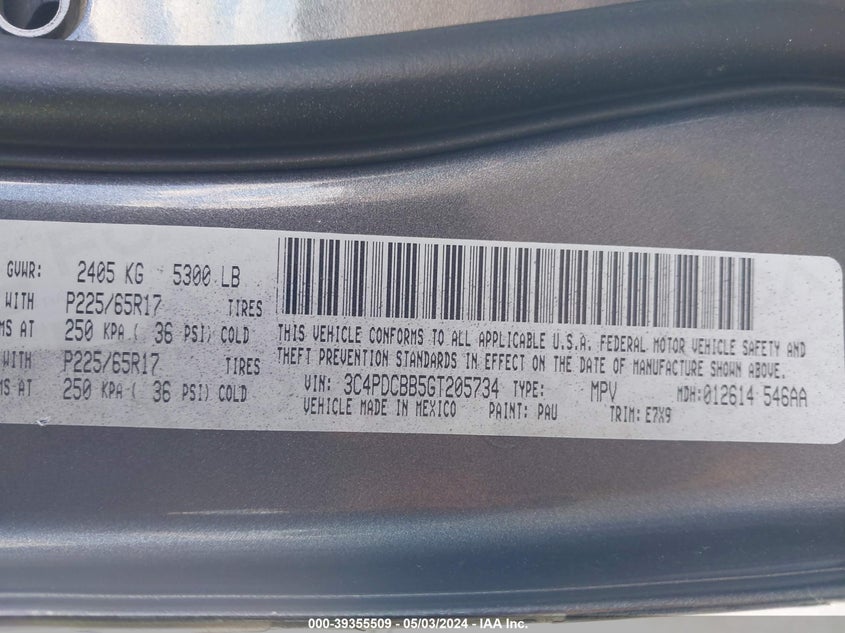 GVWR: 2405 KG 5300 LB
WITH P225/65R17 TIRES
MS AT 250 KPA ( 36 PSI) COLD
WITH P225/65R17 TIRES
MS AT 250 KPA ( 36 PSI) COLD
THIS VEHICLE CONFORMS TO ALL APPLICABLE U.S.A. FEDERAL MOTOR VEHICLE SAFETY AND
THEFT PREVENTION STANDARDS IN EFFECT ON THE DATE OF MANUFACTURE SHOWN ABOVE.
VIN: 3C4PDCBB5GT205734 TYPE: MPV MDH:012614 546AA
VEHICLE MADE IN MEXICO PAINT: PAU TRIM: E7X9
000-39355509 - 05/03/2024 - IAA Inc.